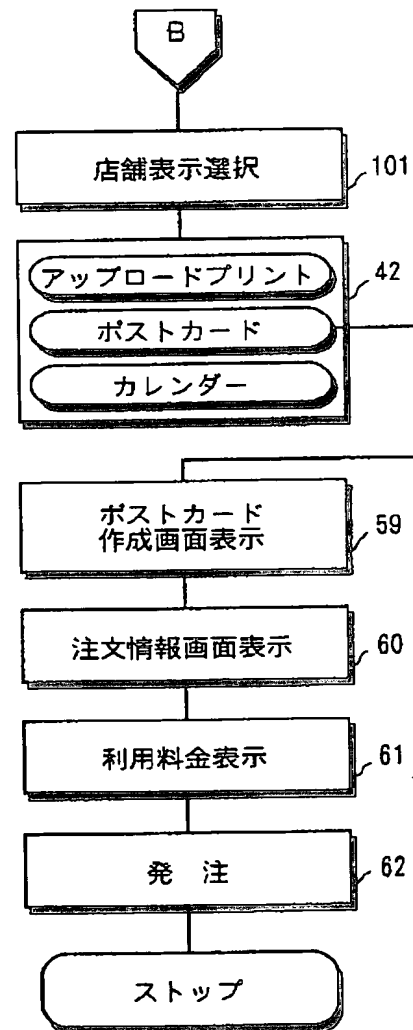 B
店舗表示選択
101
アップロードプリント
42
ポストカード
カレンダー
ポストカード
作成画面表示
59
注文情報画面表示
60
利用料金表示
61
発 注
62
ストップ